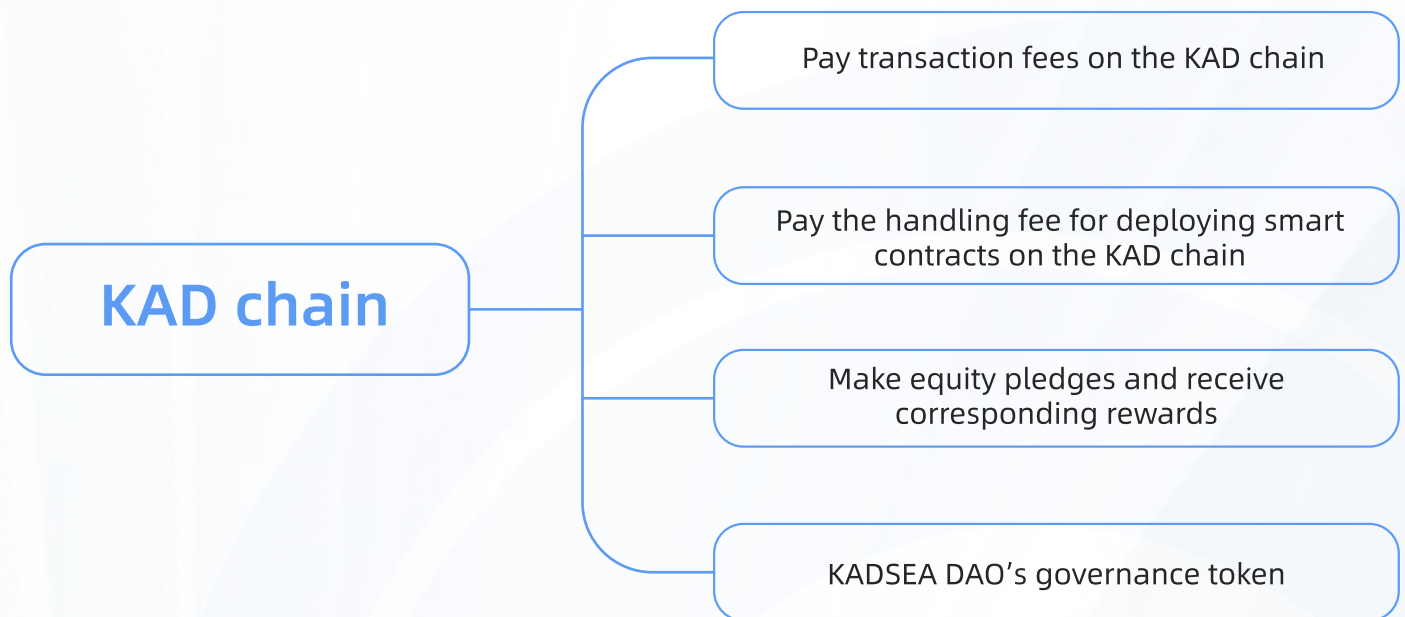 KAD chain
Pay transaction fees on the KAD chain
Pay the handling fee for deploying smart
contracts on the KAD chain
Make equity pledges and receive
corresponding rewards
KADSEA DAO’s governance token